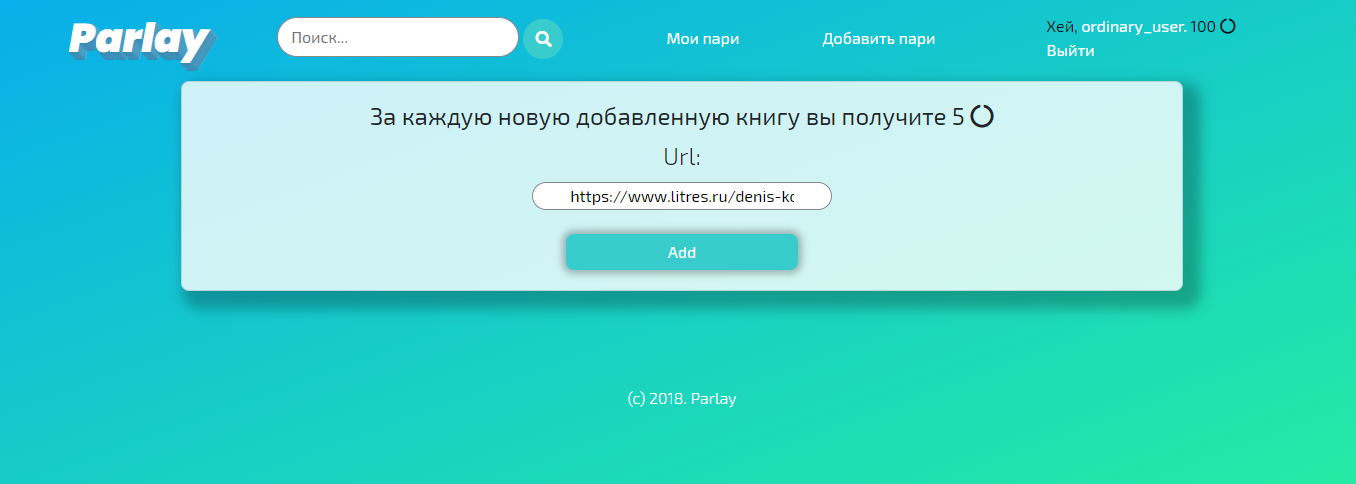 Parlay
Поиск...
Мои пари
Добавить пари
Хей, ordinary_user. 100
Выйти
За каждую новую добавленную книгу вы получите 5
Url:
https://www.litres.ru/denis-
Add
(c) 2018. Parlay